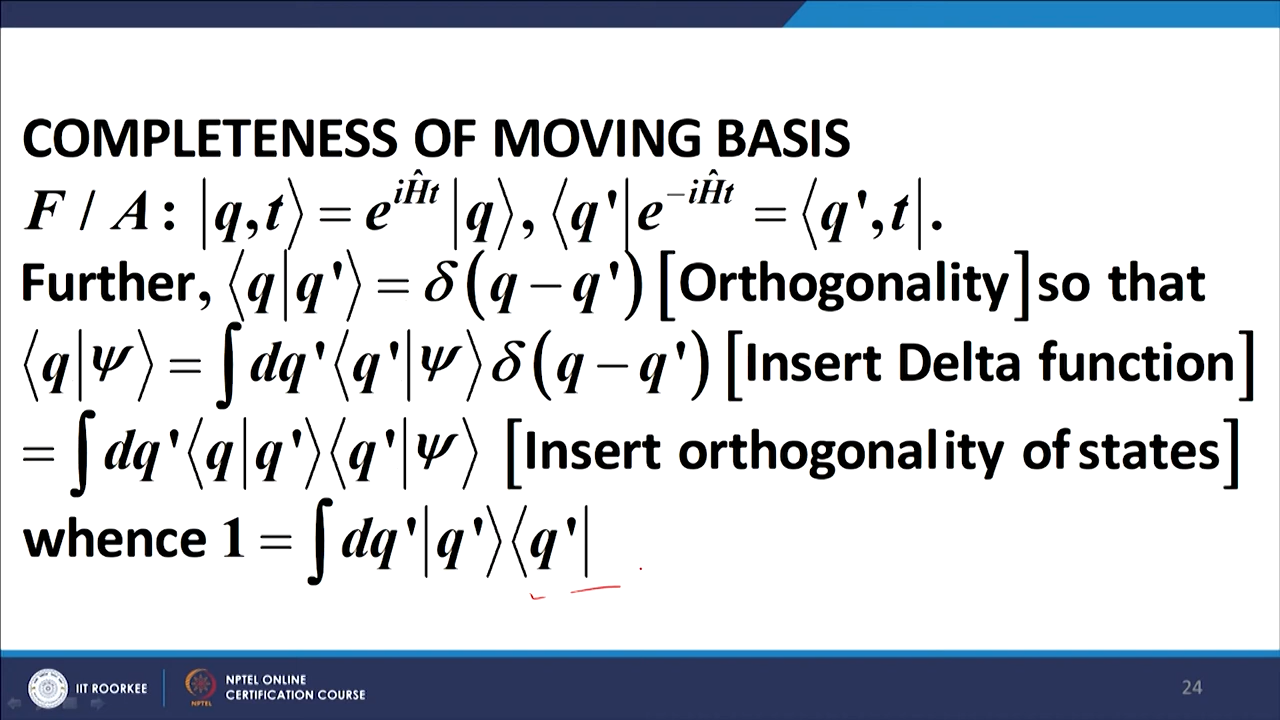 COMPLETENESS OF MOVING BASIS
F / A: |q,t⟩ = e^{iĤt}|q⟩, ⟨q'|e^{−iĤt} = ⟨q',t|.
Further, ⟨q|q'⟩ = δ(q − q') [Orthogonality] so that
⟨q|ψ⟩ = ∫dq'⟨q'|ψ⟩δ(q − q') [Insert Delta function]
= ∫dq'⟨q|q'⟩⟨q'|ψ⟩ [Insert orthogonality of states]
whence 1 = ∫dq'|q'⟩⟨q'|
IIT ROORKEE
NPTEL
NPTEL ONLINE
CERTIFICATION COURSE
24